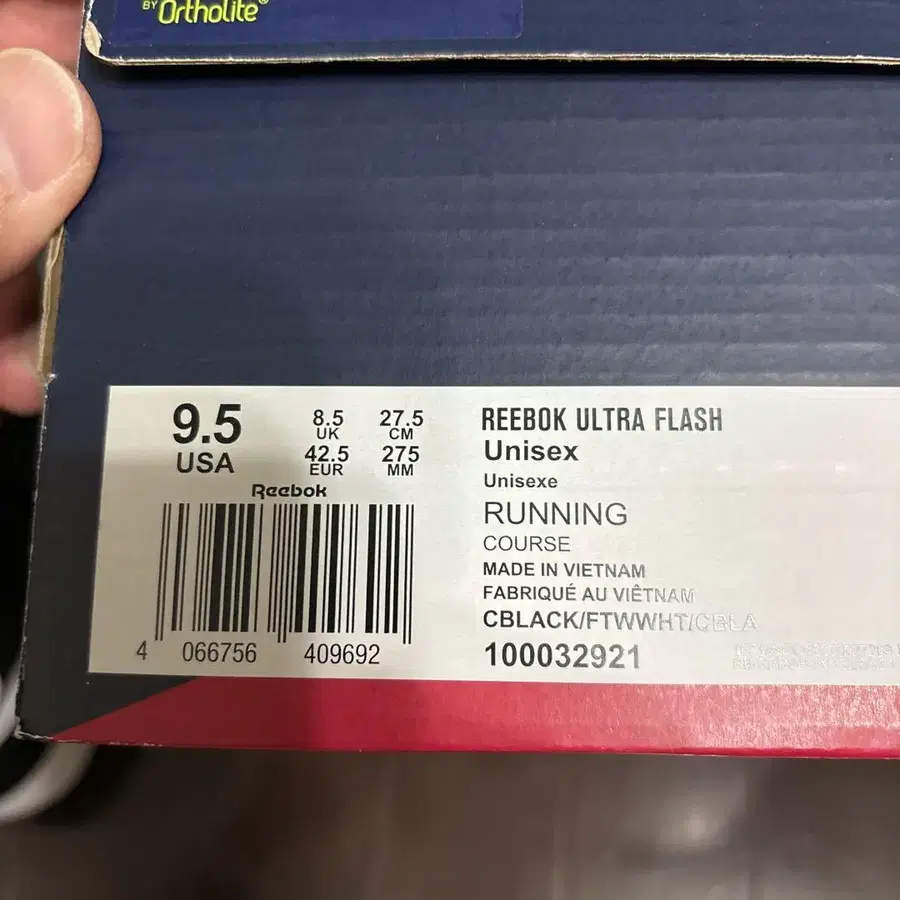 BY Ortholite®
9.5
USA
8.5
UK
27.5
CM
42.5
EUR
275
MM
Reebok
4 066756 409692
REEBOK ULTRA FLASH
Unisex
Unisexe
RUNNING
COURSE
MADE IN VIETNAM
FABRIQUÉ AU VIÊTNAM
CBLACK/FTWWHT/CBLA
100032921